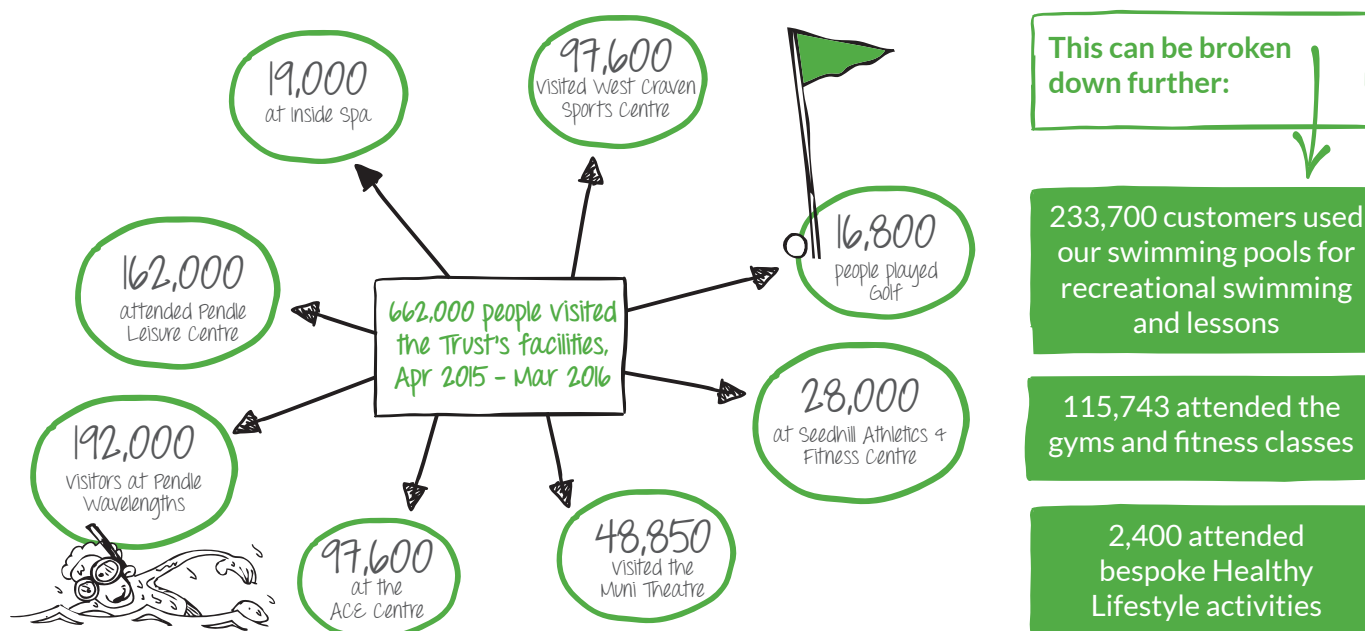 19,000
at Inside Spa
97,600
visited West Craven
Sports Centre
162,000
attended Pendle
Leisure Centre
662,000 people visited
the Trust's facilities,
Apr 2015 - Mar 2016
16,800
people played
Golf
192,000
visitors at Pendle
Wavelengths
28,000
at Seedhill Athletics &
Fitness Centre
97,600
at the
ACE Centre
48,850
visited the
Muni Theatre
This can be broken
down further:
233,700 customers used
our swimming pools for
recreational swimming
and lessons
115,743 attended the
gyms and fitness classes
2,400 attended
bespoke Healthy
Lifestyle activities